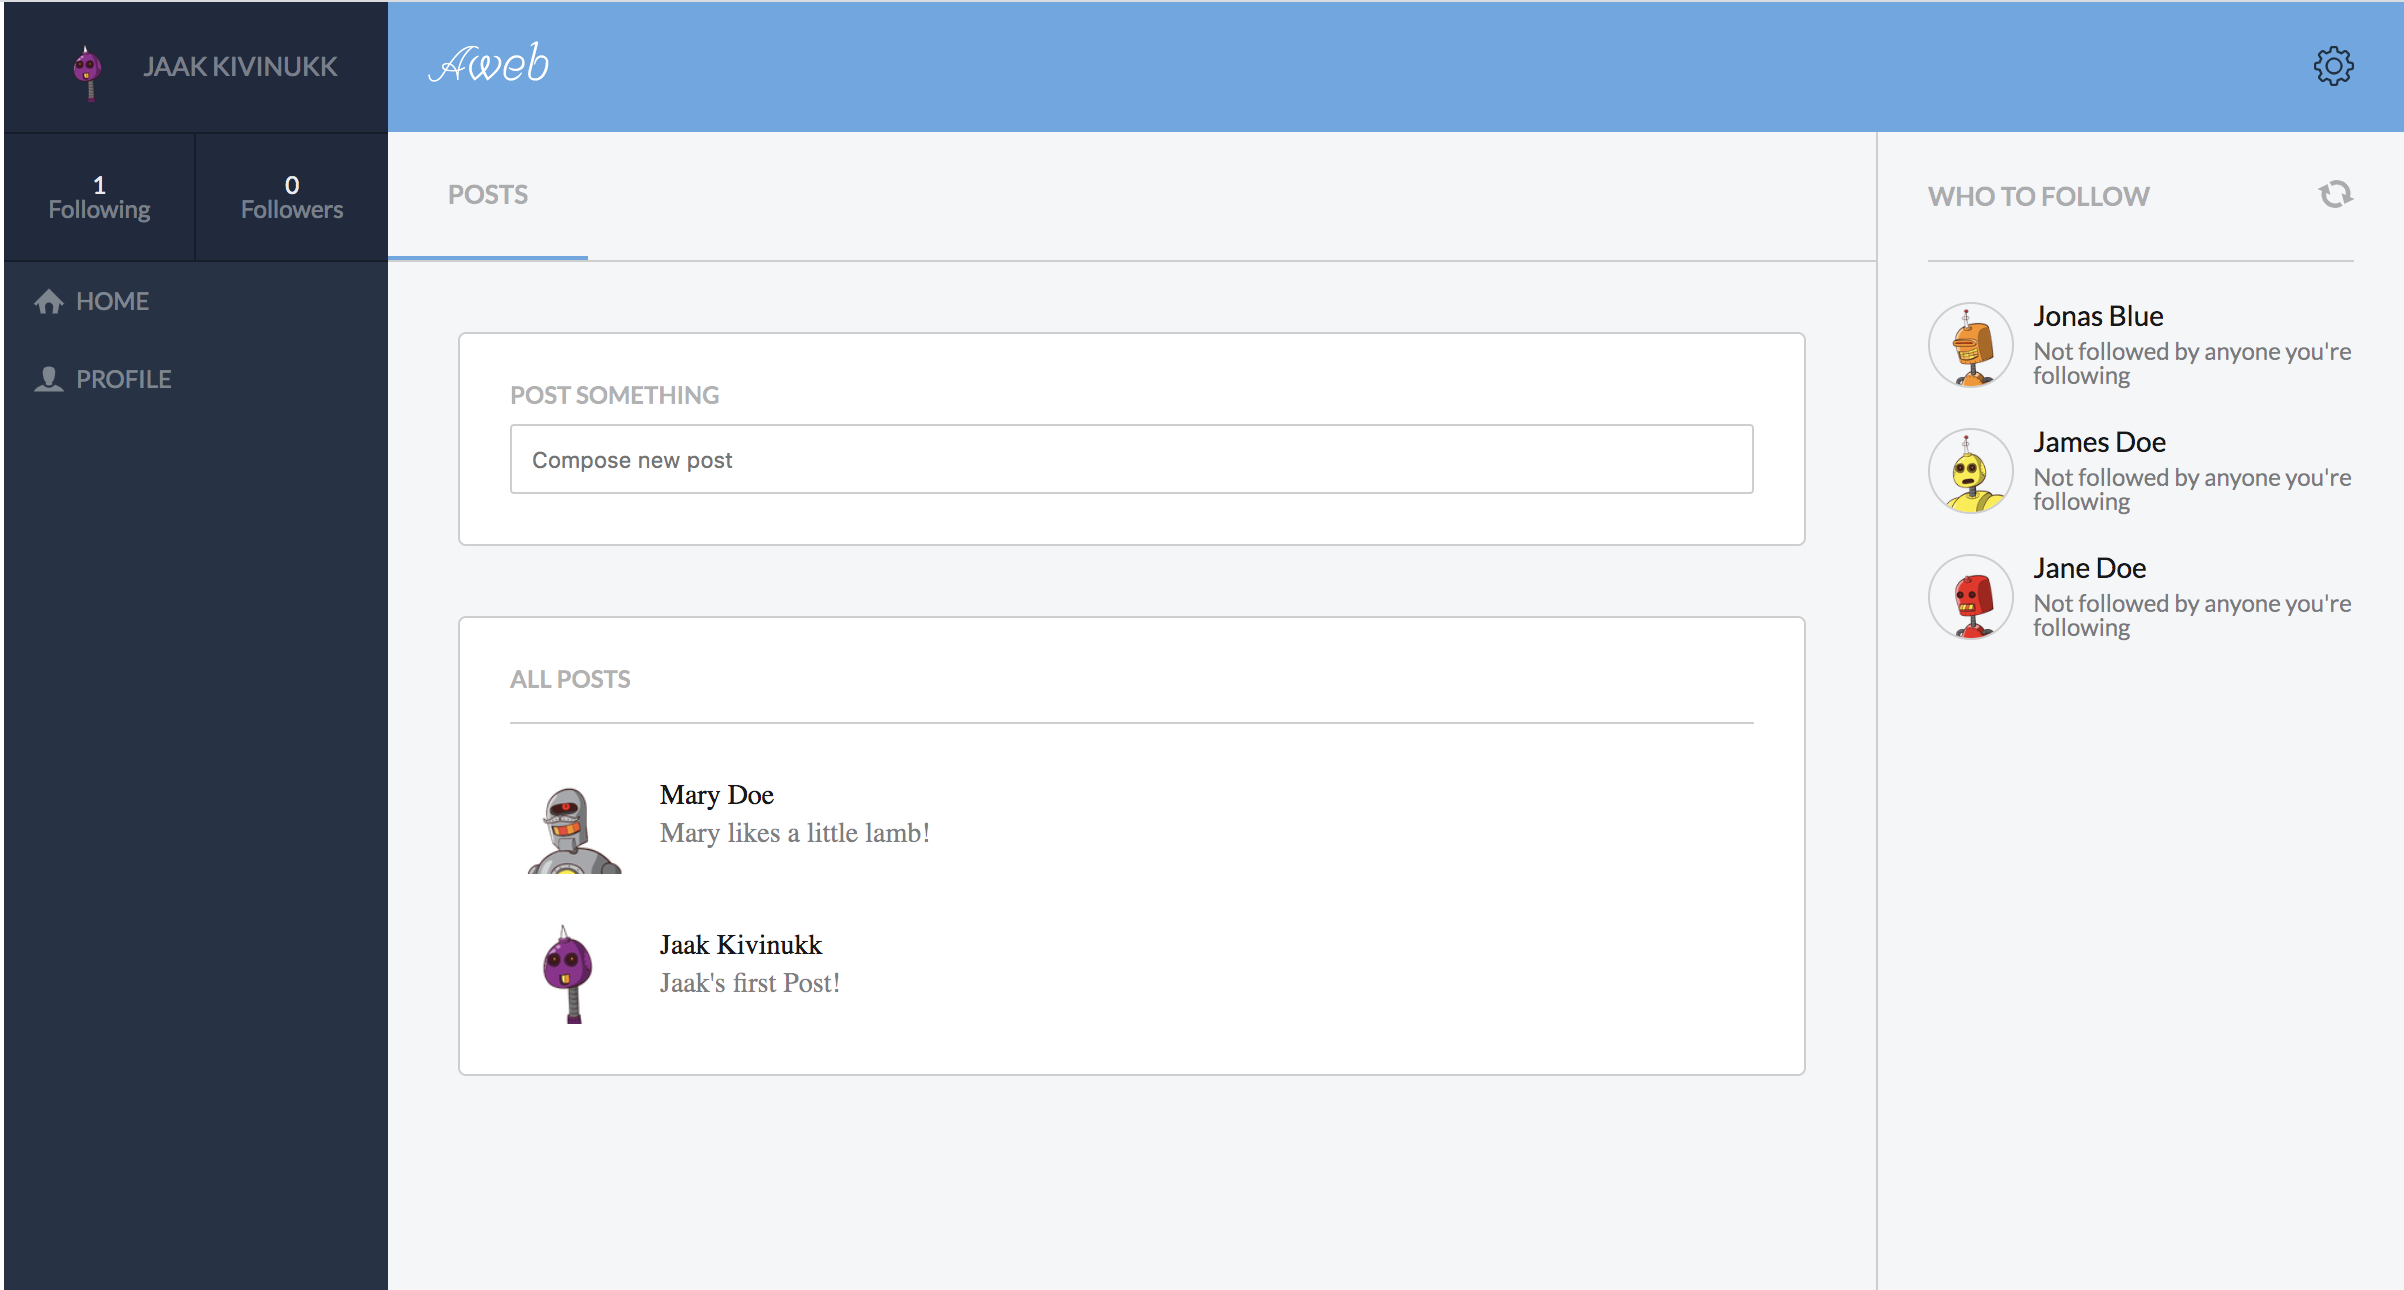 JAAK KIVINUKK
Aweb
1
Following
0
Followers
HOME
PROFILE
POSTS
POST SOMETHING
Compose new post
ALL POSTS
Mary Doe
Mary likes a little lamb!
Jaak Kivinukk
Jaak's first Post!
WHO TO FOLLOW
Jonas Blue
Not followed by anyone you're
following
James Doe
Not followed by anyone you're
following
Jane Doe
Not followed by anyone you're
following